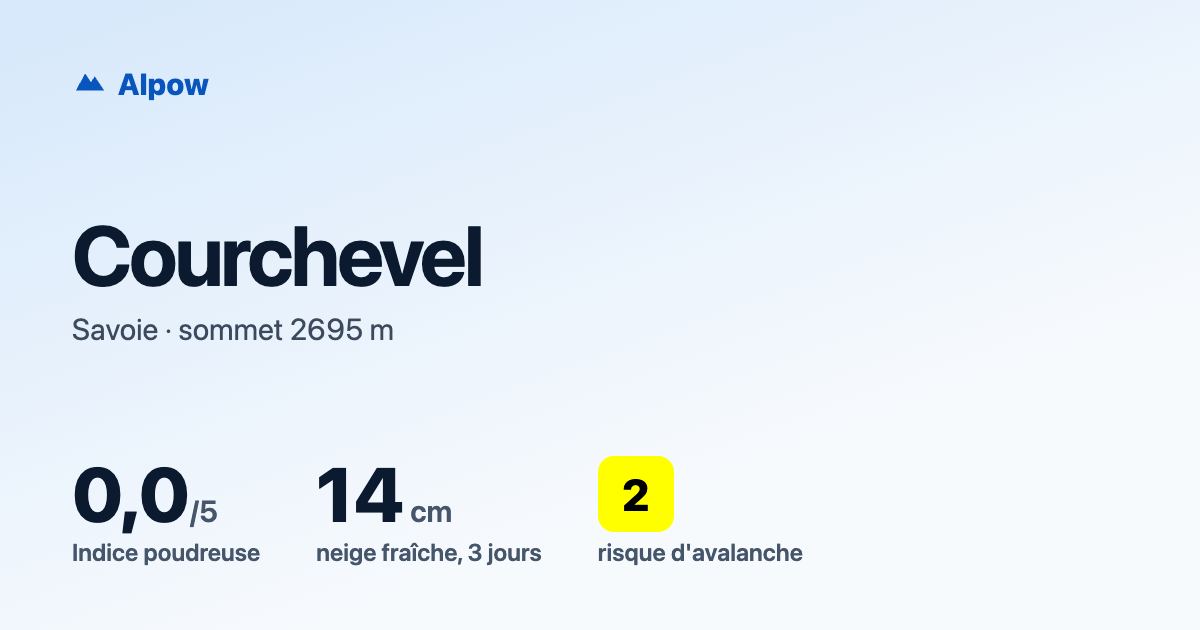 Alpow
Courchevel
Savoie · sommet 2695 m
0,0/5
Indice poudreuse
14 cm
neige fraîche, 3 jours
2
risque d'avalanche